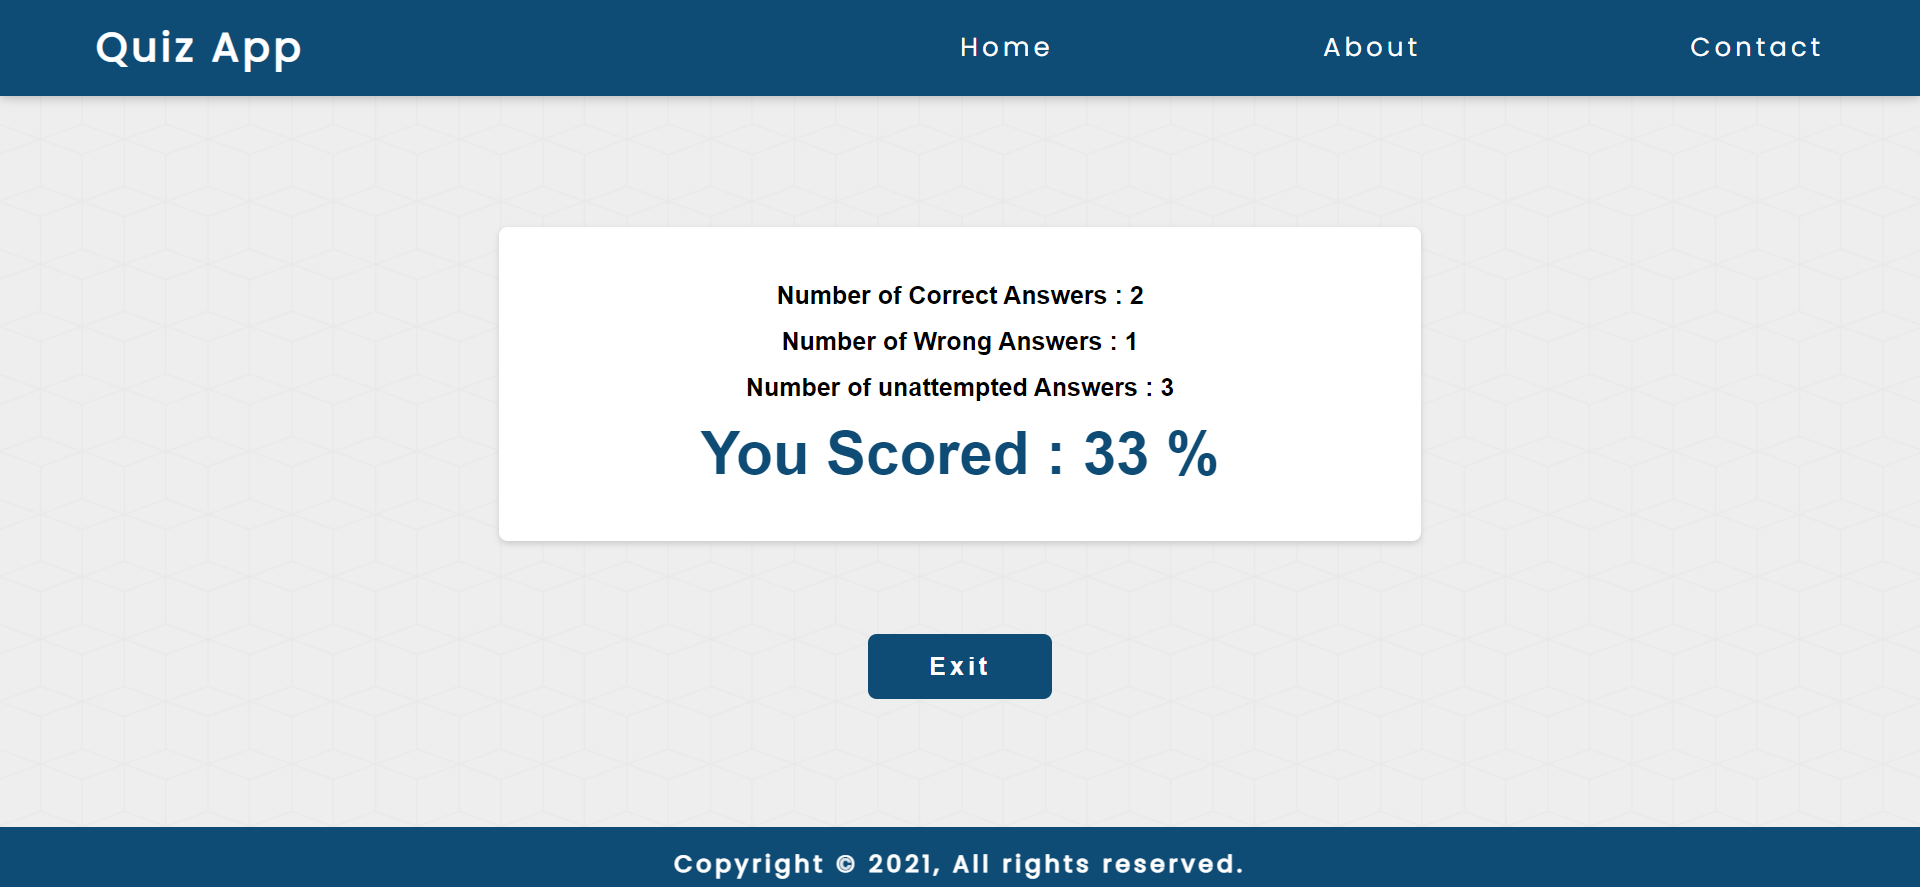 Quiz App
Home
About
Contact
Number of Correct Answers : 2
Number of Wrong Answers : 1
Number of unattempted Answers : 3
You Scored : 33 %
Exit
Copyright © 2021, All rights reserved.